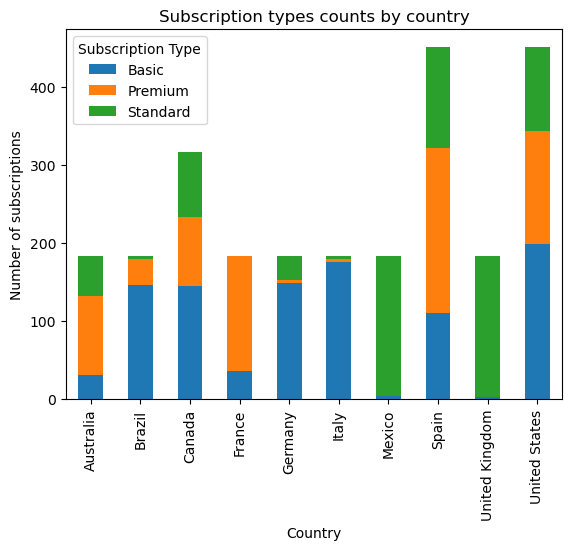 Subscription types counts by country
Subscription Type
Basic
Premium
Standard
Number of subscriptions
400
300
200
100
0
Australia
Brazil
Canada
France
Germany
Italy
Mexico
Spain
United Kingdom
United States
Country